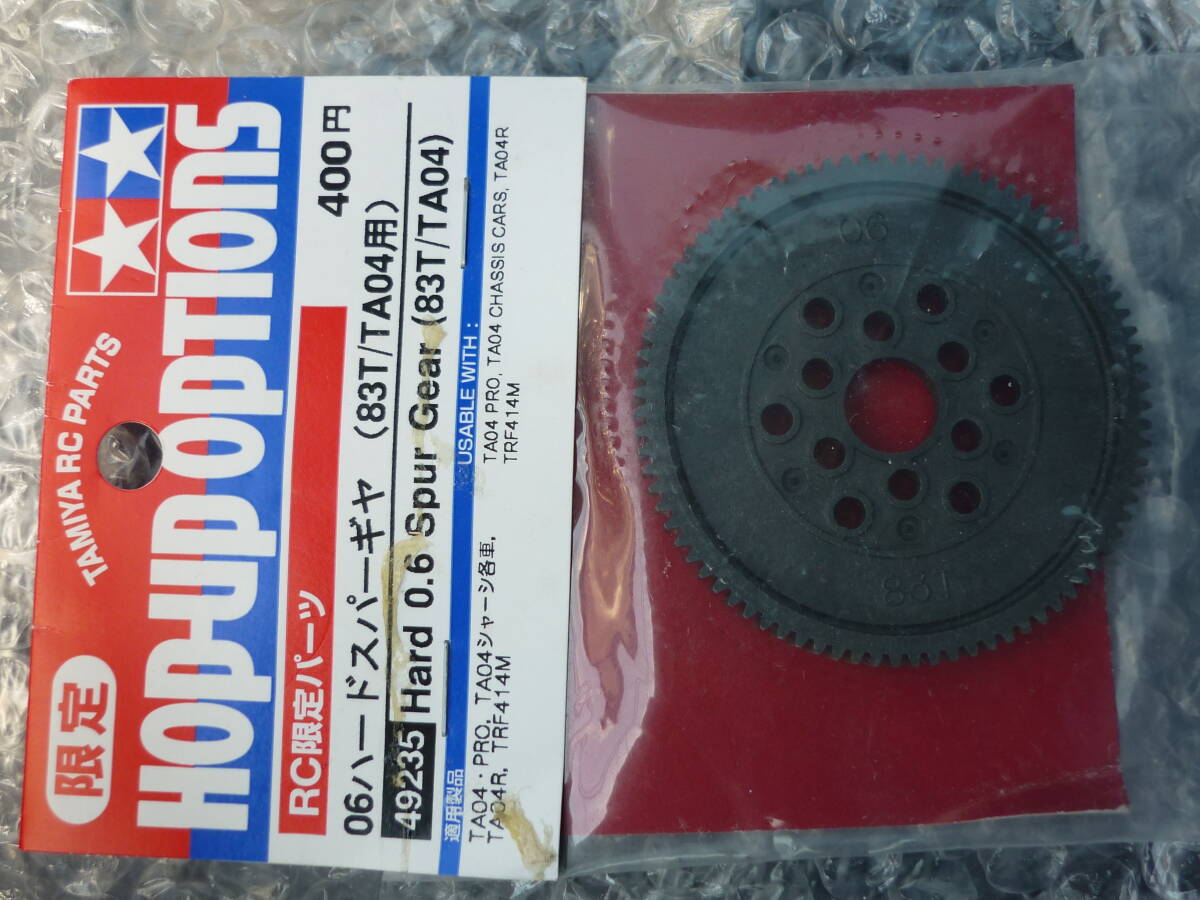 限定
TAMIYA RC PARTS
HOP-UP OPTIONS
RC限定パーツ
400円
06ハードスパーギヤ (83T/TA04用)
49235 Hard 0.6 Spur Gear (83T/TA04)
適用製品
TA04・PRO, TA04シャーシ各車,
TA04R, TRF414M
USABLE WITH :
TA04 PRO, TA04 CHASSIS CARS, TA04R
TRF414M
06
83T